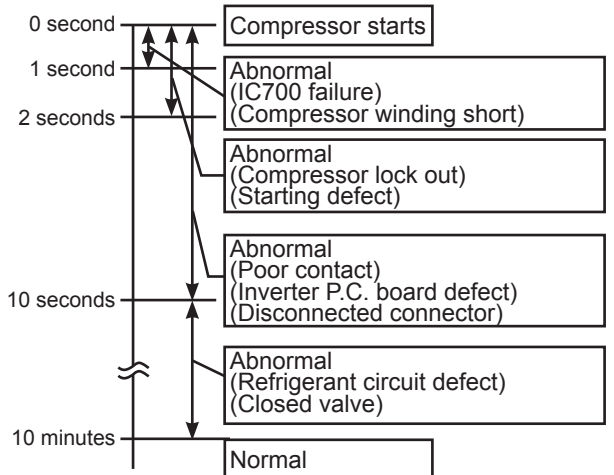 0 second
Compressor starts
1 second
Abnormal
(IC700 failure)
(Compressor winding short)
2 seconds
Abnormal
(Compressor lock out)
(Starting defect)
Abnormal
(Poor contact)
(Inverter P.C. board defect)
(Disconnected connector)
10 seconds
Abnormal
(Refrigerant circuit defect)
(Closed valve)
10 minutes
Normal